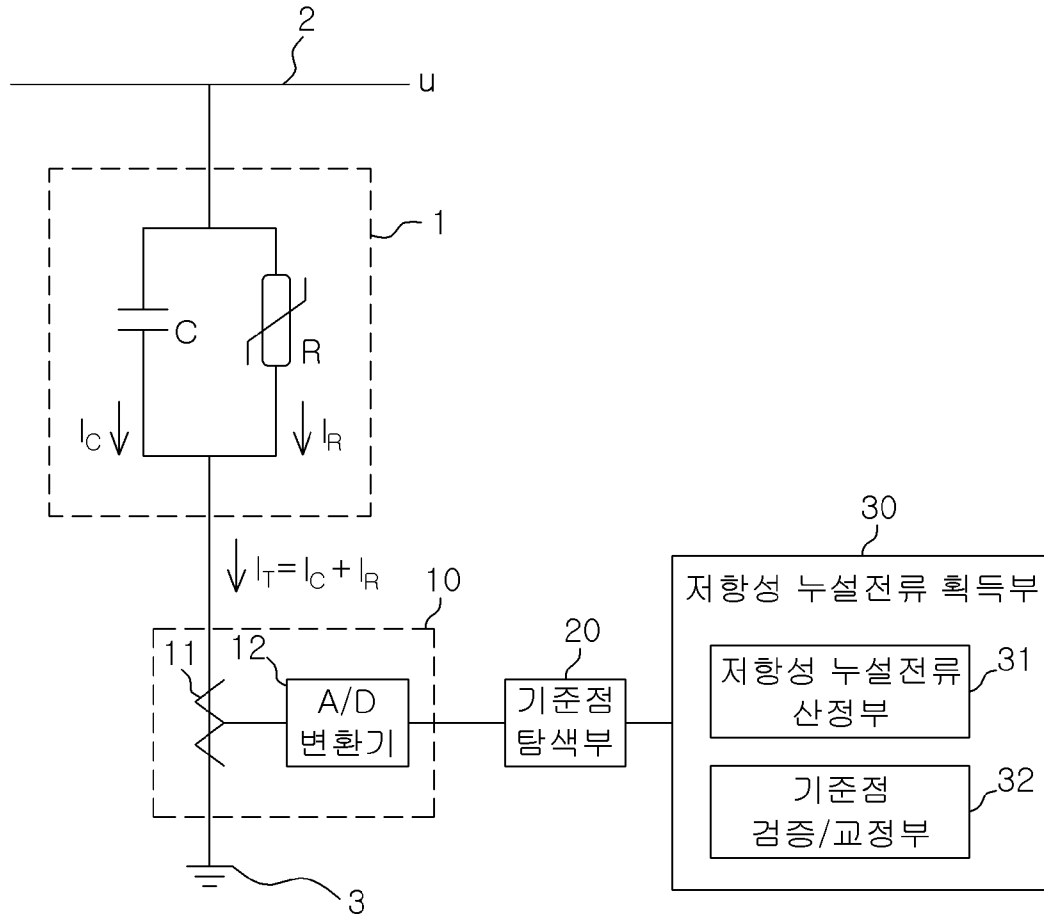 2
u
1
C
R
I_C
I_R
I_T = I_C + I_R
10
11
12
A/D
변환기
20
기준점
탐색부
30
저항성 누설전류 획득부
저항성 누설전류
산정부
31
기준점
검증/교정부
32
3